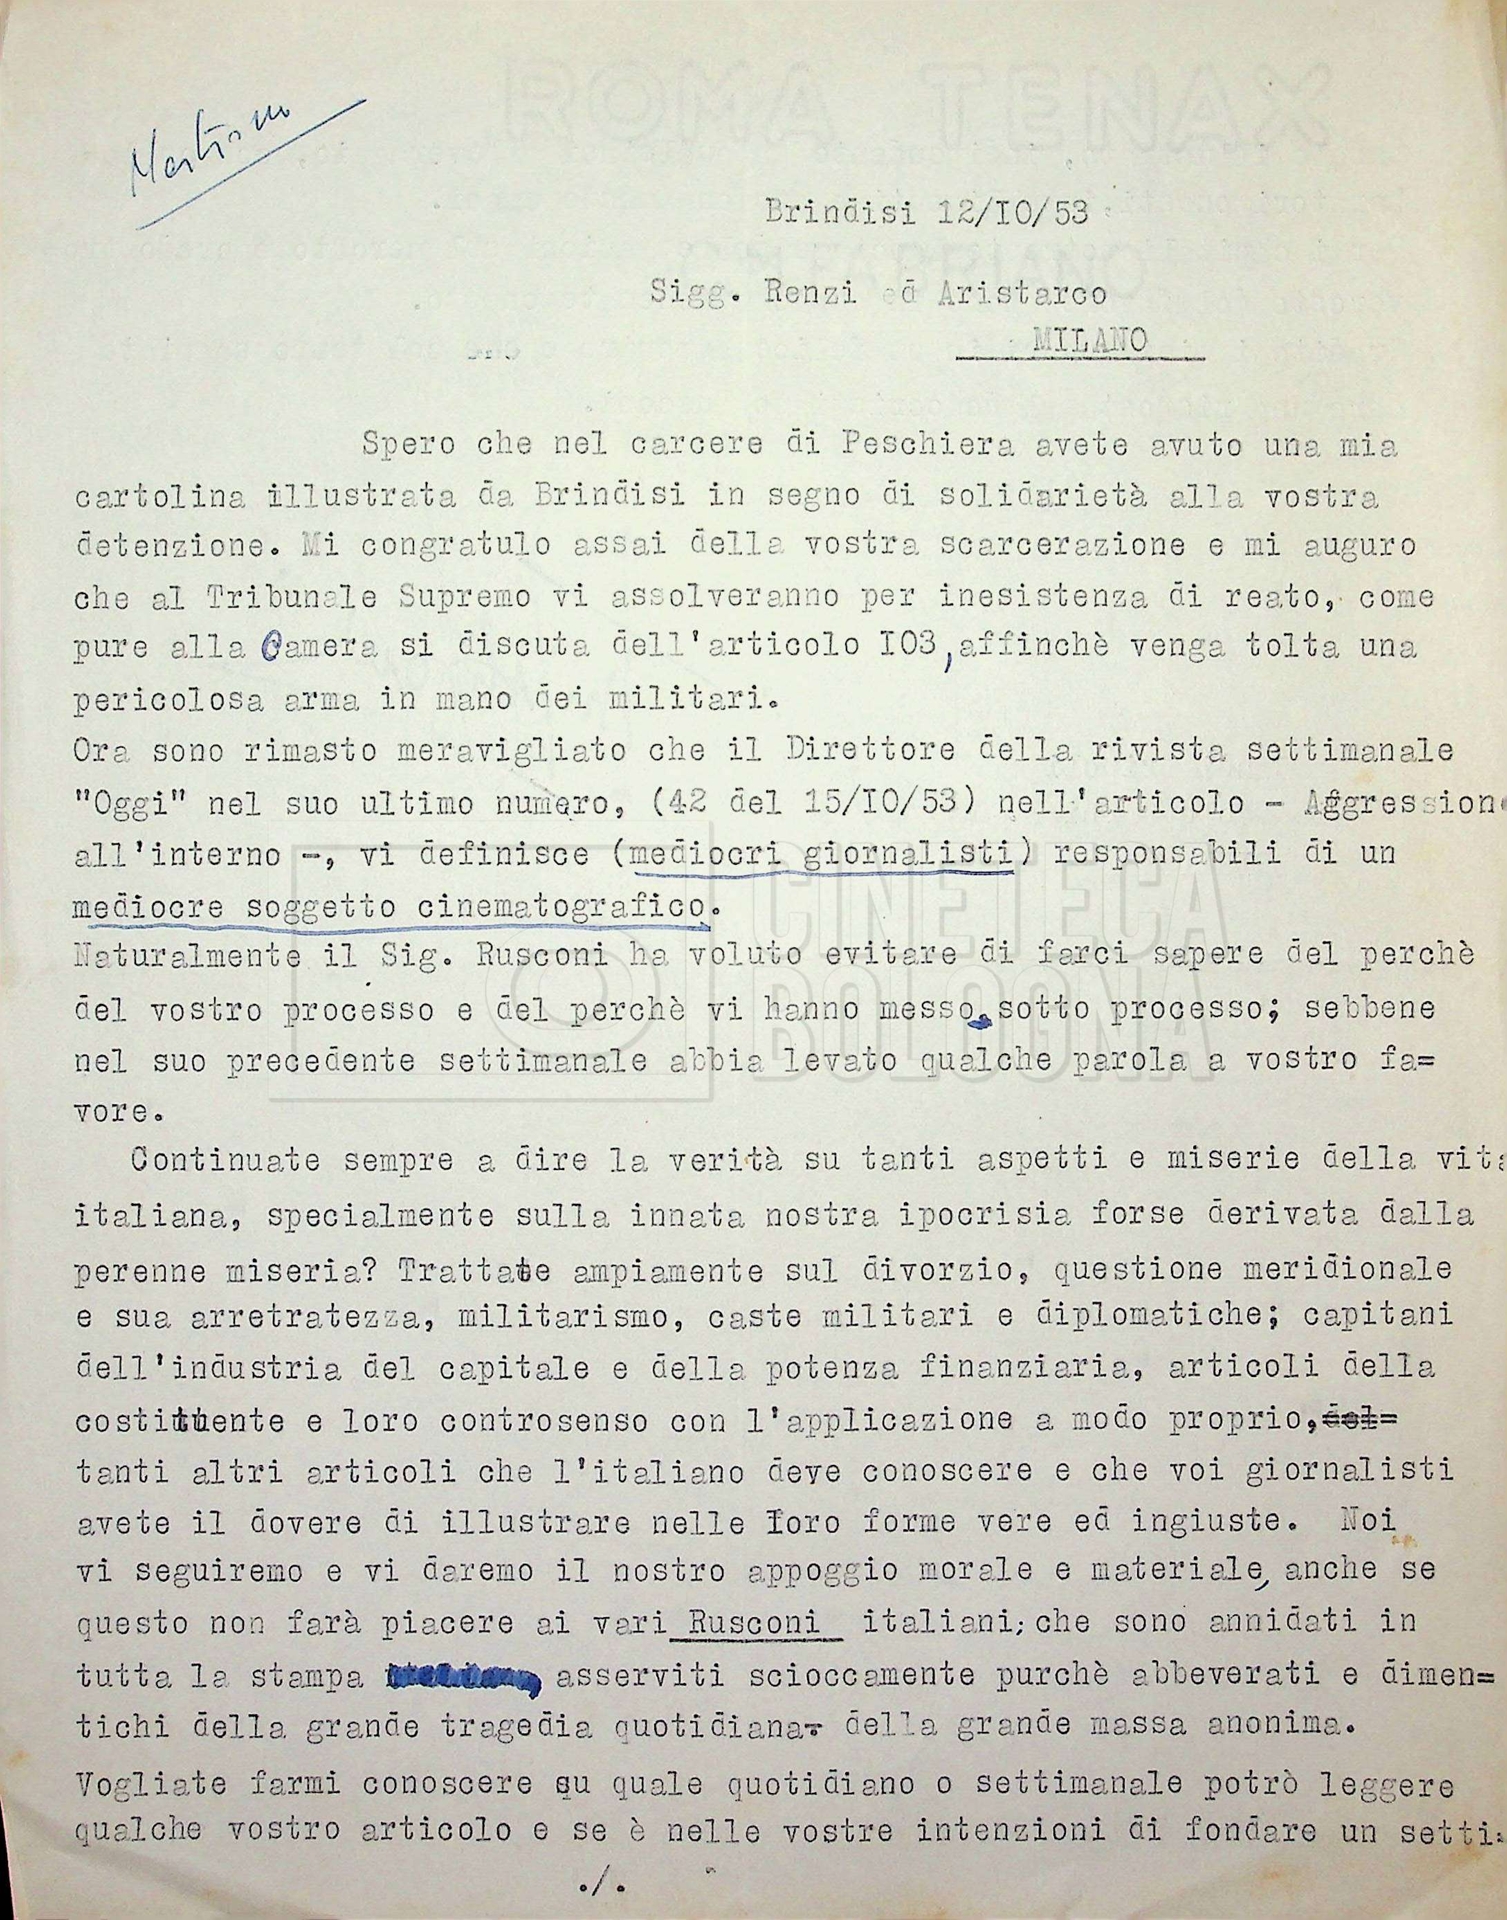 Brindisi 12/IO/53
Sigg. Renzi ed Aristarco
MILANO
Spero che nel carcere di Peschiera avete avuto una mia
cartolina illustrata da Brindisi in segno di solidarietà alla vostra
detenzione. Mi congratulo assai della vostra scarcerazione e mi auguro
che al Tribunale Supremo vi assolveranno per inesistenza di reato, come
pure alla Camera si discuta dell'articolo IO3, affinchè venga tolta una
pericolosa arma in mano dei militari.
Ora sono rimasto meravigliato che il Direttore della rivista settimanale
"Oggi" nel suo ultimo numero, (42 del 15/IO/53) nell'articolo - Aggressione
all'interno -, vi definisce (mediocri giornalisti) responsabili di un
mediocre soggetto cinematografico.
Naturalmente il Sig. Rusconi ha voluto evitare di farci sapere del perchè
del vostro processo e del perchè vi hanno messo sotto processo; sebbene
nel suo precedente settimanale abbia levato qualche parola a vostro fa=
vore.
Continuate sempre a dire la verità su tanti aspetti e miserie della vita
italiana, specialmente sulla innata nostra ipocrisia forse derivata dalla
perenne miseria? Trattate ampiamente sul divorzio, questione meridionale
e sua arretratezza, militarismo, caste militari e diplomatiche; capitani
dell'industria del capitale e della potenza finanziaria, articoli della
costituente e loro controsenso con l'applicazione a modo proprio, del=
tanti altri articoli che l'italiano deve conoscere e che voi giornalisti
avete il dovere di illustrare nelle loro forme vere ed ingiuste. Noi
vi seguiremo e vi daremo il nostro appoggio morale e materiale, anche se
questo non farà piacere ai vari Rusconi italiani; che sono annidati in
tutta la stampa asserviti scioccamente purchè abbeverati e dimen=
tichi della grande tragedia quotidiana della grande massa anonima.
Vogliate farmi conoscere su quale quotidiano o settimanale potrò leggere
qualche vostro articolo e se è nelle vostre intenzioni di fondare un setti=
./.
CINETECA
BOLOGNA